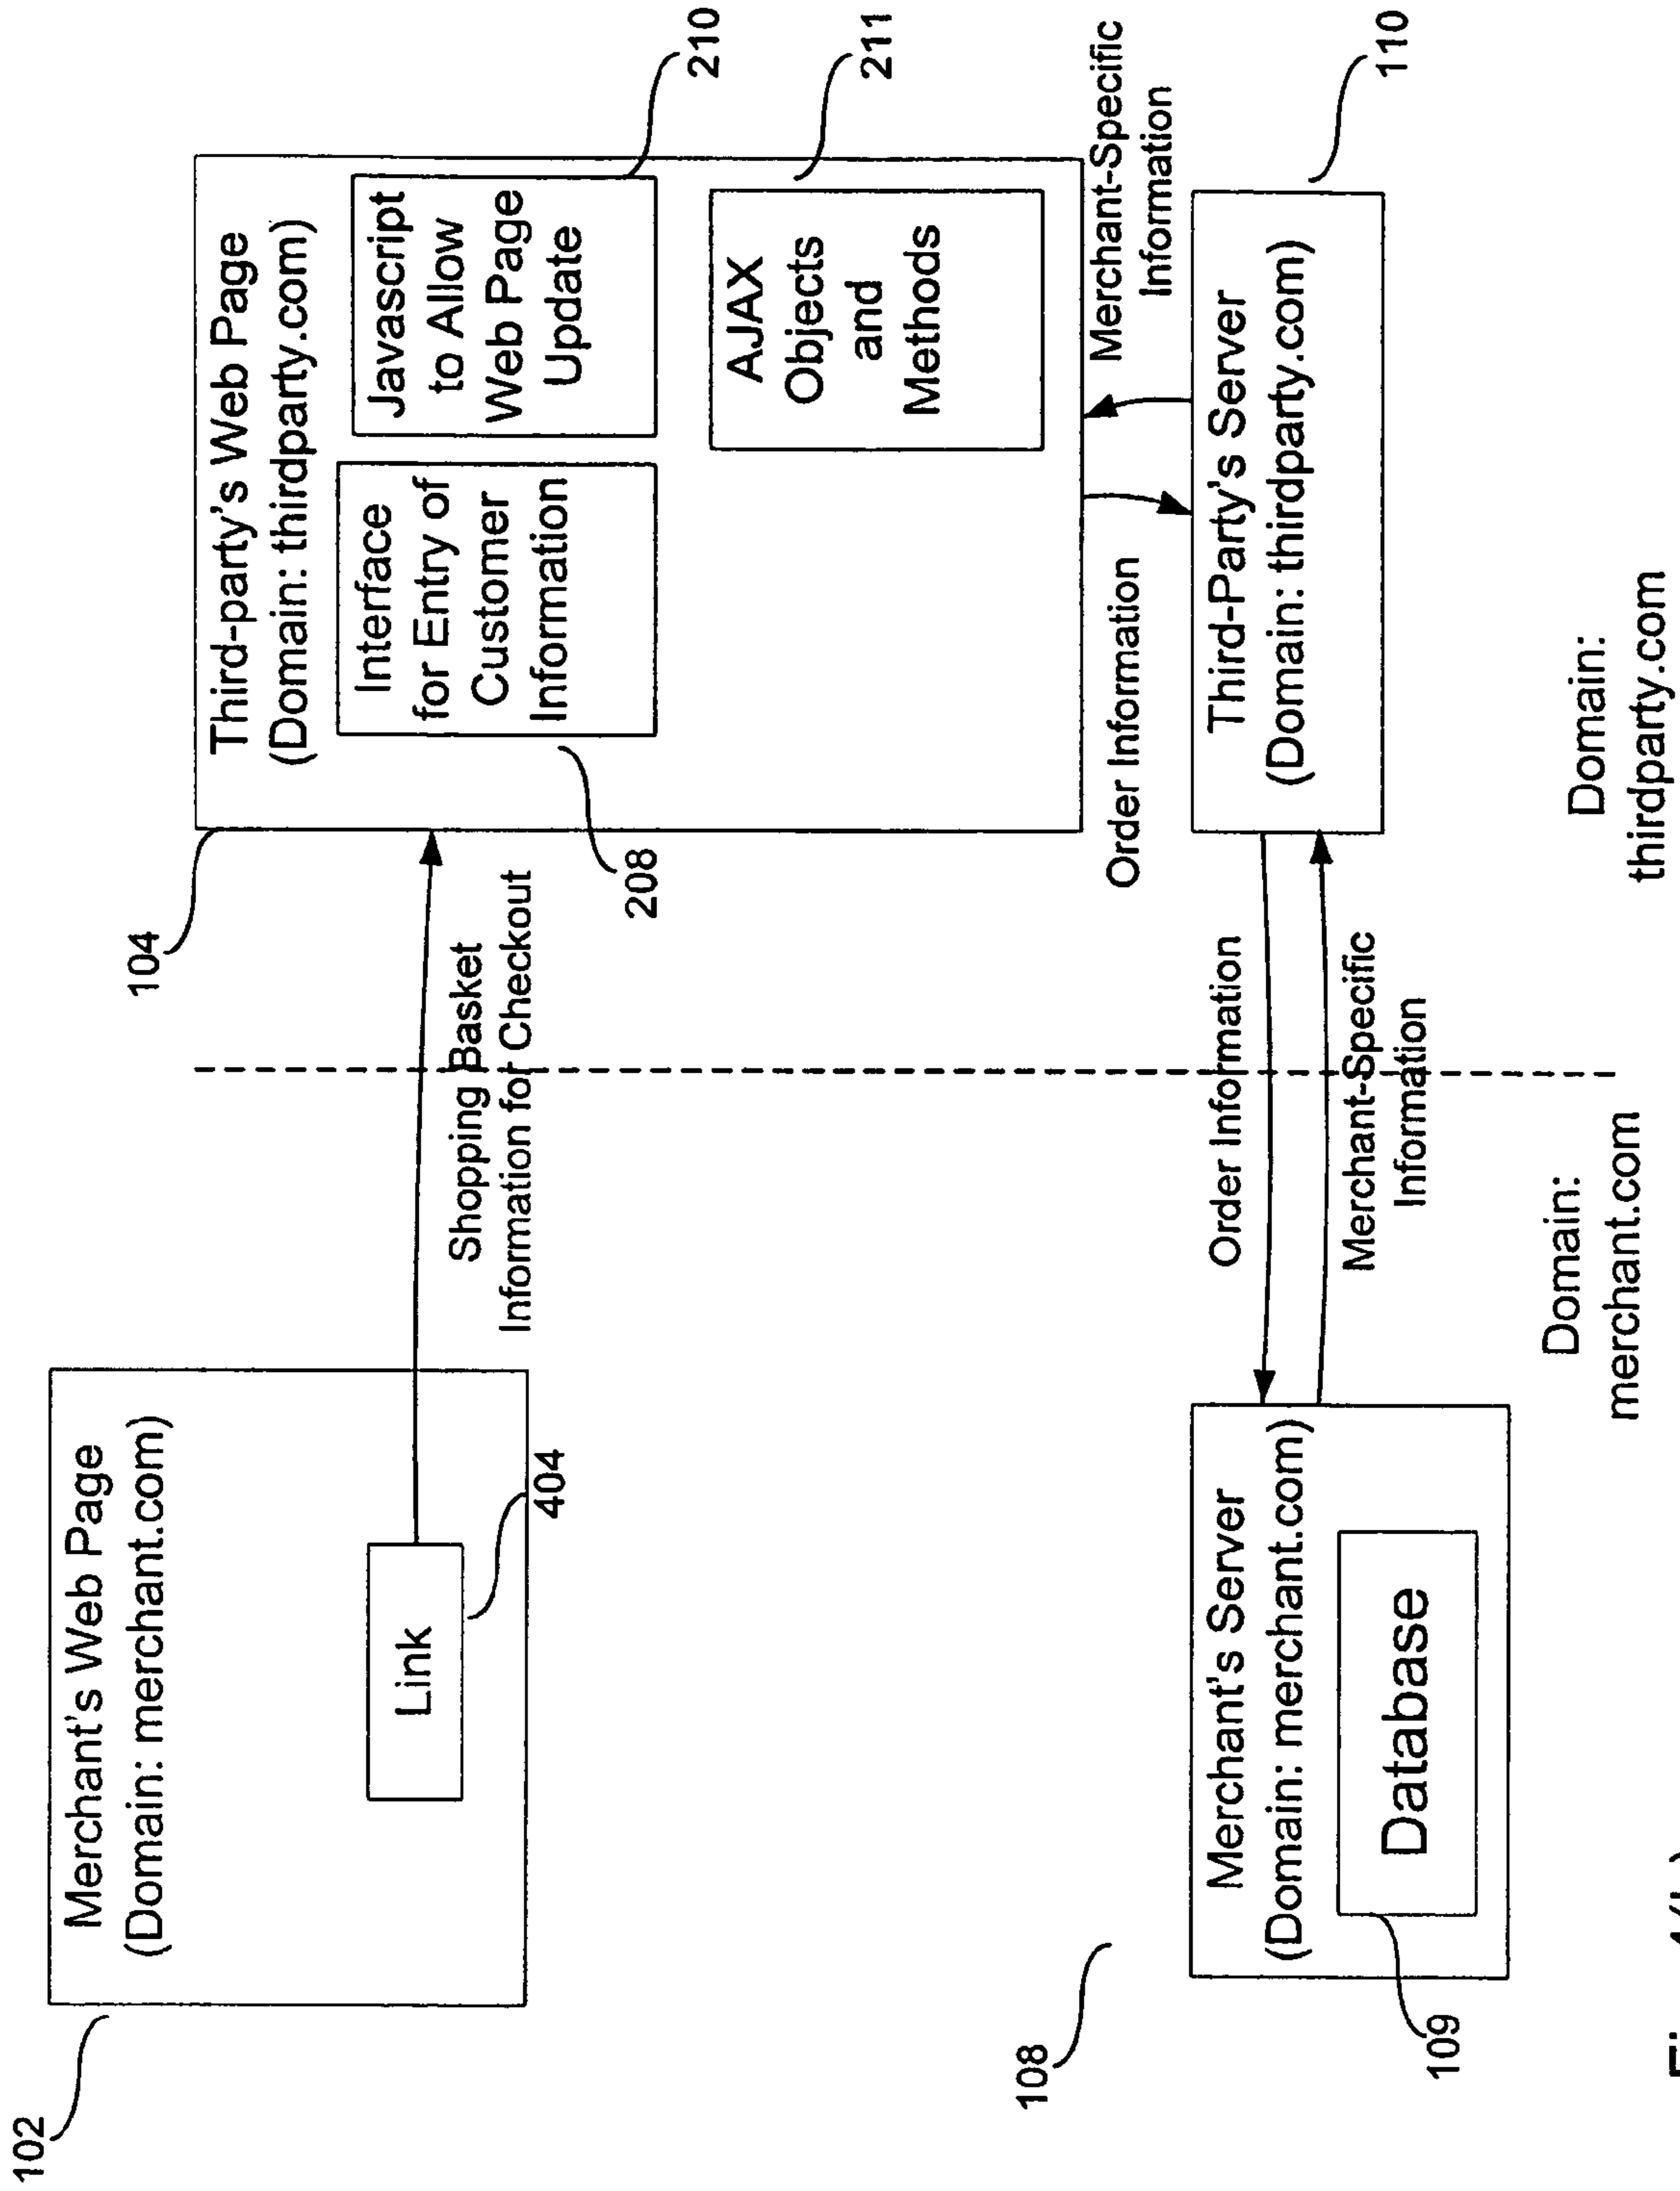 102
Merchant's Web Page
(Domain: merchant.com)
Link
404
Shopping Basket
Information for Checkout
104
Third-party's Web Page
(Domain: thirdparty.com)
Interface
for Entry of
Customer
Information
208
Javascript
to Allow
Web Page
Update
210
AJAX
Objects
and
Methods
211
Order Information
Merchant-Specific
Information
108
Merchant's Server
(Domain: merchant.com)
Database
109
Order Information
Merchant-Specific
Information
Third-Party's Server
(Domain: thirdparty.com)
110
Domain:
merchant.com
Domain:
thirdparty.com